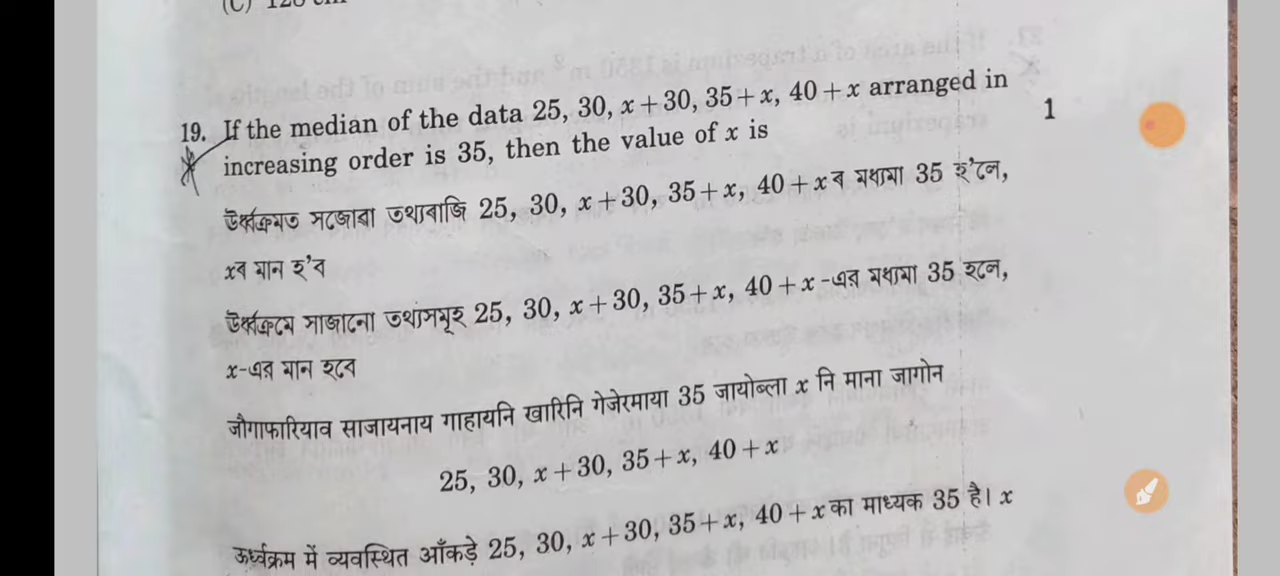 (C) 128 cm
19. If the median of the data 25, 30, x + 30, 35 + x, 40 + x arranged in
increasing order is 35, then the value of x is
1
ঊৰ্ধ্বক্ৰমত সজোৱা তথ্যৰাজি 25, 30, x + 30, 35 + x, 40 + xৰ মধ্যমা 35 হ'লে,
xৰ মান হ'ব
ঊর্ধ্বক্রমে সাজানো তথ্যসমূহ 25, 30, x + 30, 35 + x, 40 + x -এর মধ্যমা 35 হলে,
x-এর মান হবে
जौगाफारियाव साजायनाय गाहायनि खारिनि गेजेरमाया 35 जायोब्ला x नि माना जागोन
25, 30, x + 30, 35 + x, 40 + x
ऊर्ध्वक्रम में व्यवस्थित आँकड़े 25, 30, x + 30, 35 + x, 40 + x का माध्यक 35 है। x